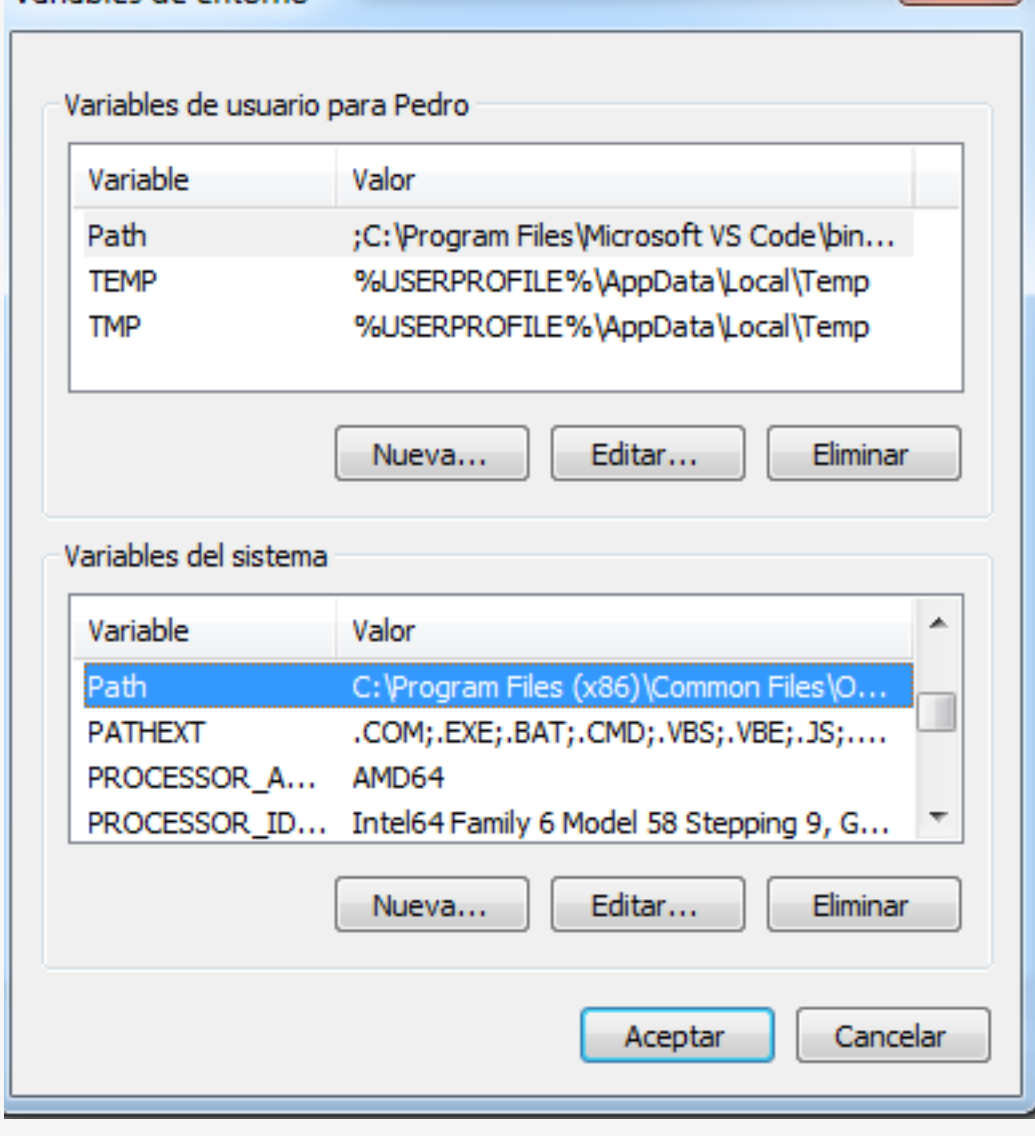 Variables de entorno
Variables de usuario para Pedro
Variable Valor
Path ;C:\Program Files\Microsoft VS Code\bin...
TEMP %USERPROFILE%\AppData\Local\Temp
TMP %USERPROFILE%\AppData\Local\Temp
Nueva... Editar... Eliminar
Variables del sistema
Variable Valor
Path C:\Program Files (x86)\Common Files\O...
PATHEXT .COM;.EXE;.BAT;.CMD;.VBS;.VBE;.JS;....
PROCESSOR_A... AMD64
PROCESSOR_ID... Intel64 Family 6 Model 58 Stepping 9, G...
Nueva... Editar... Eliminar
Aceptar Cancelar